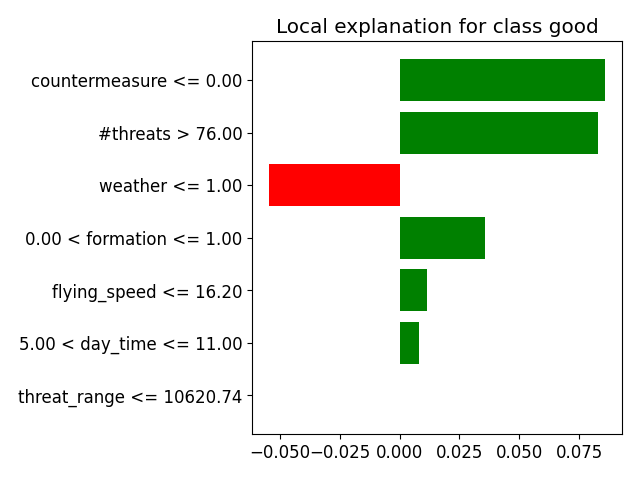 Local explanation for class good
countermeasure <= 0.00
#threats > 76.00
weather <= 1.00
0.00 < formation <= 1.00
flying_speed <= 16.20
5.00 < day_time <= 11.00
threat_range <= 10620.74
−0.050 −0.025 0.000 0.025 0.050 0.075